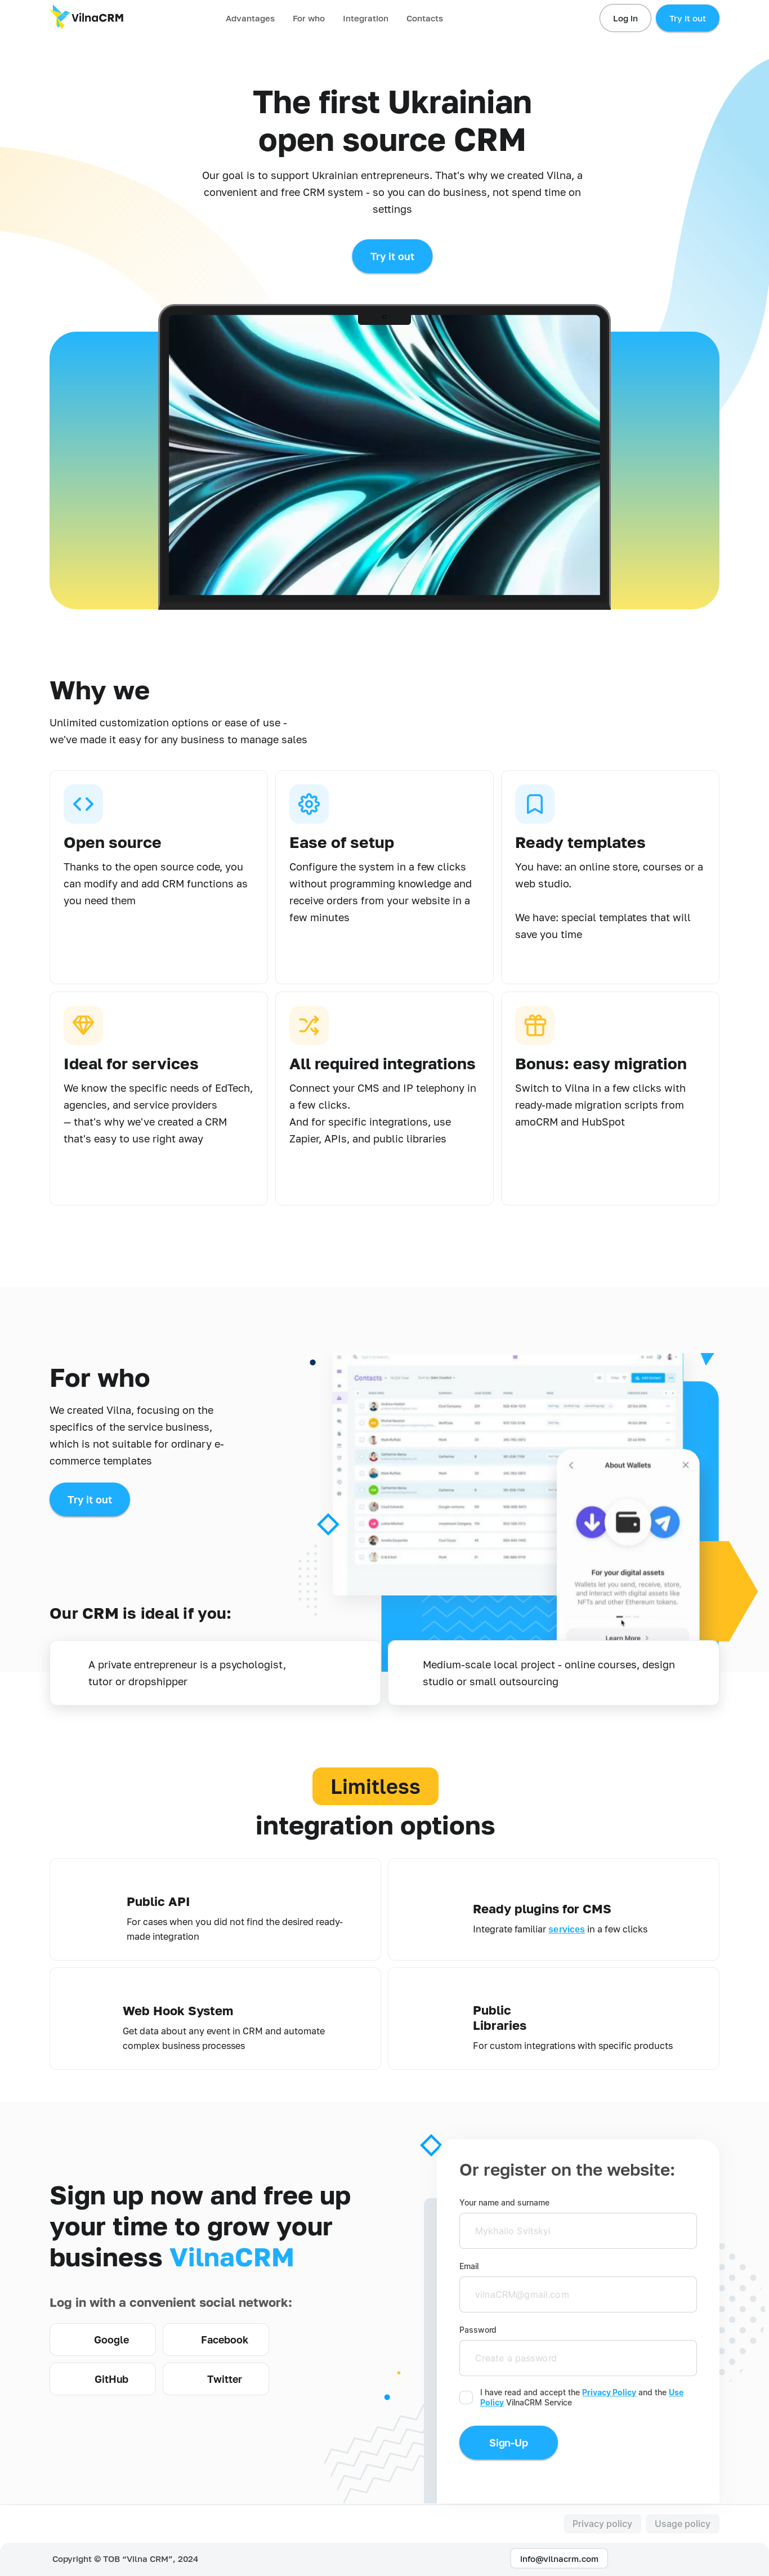 VilnaCRM
Advantages
For who
Integration
Contacts
Log in
Try it out
The first Ukrainian
open source CRM
Our goal is to support Ukrainian entrepreneurs. That's why we created Vilna, a
convenient and free CRM system - so you can do business, not spend time on
settings
Try it out
Why we
Unlimited customization options or ease of use -
we've made it easy for any business to manage sales
Open source
Thanks to the open source code, you
can modify and add CRM functions as
you need them
Ease of setup
Configure the system in a few clicks
without programming knowledge and
receive orders from your website in a
few minutes
Ready templates
You have: an online store, courses or a
web studio.
We have: special templates that will
save you time
Ideal for services
We know the specific needs of EdTech,
agencies, and service providers
— that's why we've created a CRM
that's easy to use right away
All required integrations
Connect your CMS and IP telephony in
a few clicks.
And for specific integrations, use
Zapier, APIs, and public libraries
Bonus: easy migration
Switch to Vilna in a few clicks with
ready-made migration scripts from
amoCRM and HubSpot
For who
We created Vilna, focusing on the
specifics of the service business,
which is not suitable for ordinary e-
commerce templates
Try it out
Contacts
About Wallets
For your digital assets
Wallets let you send, receive, store,
and interact with digital assets like
NFTs and other Ethereum tokens.
Learn More
Our CRM is ideal if you:
A private entrepreneur is a psychologist,
tutor or dropshipper
Medium-scale local project - online courses, design
studio or small outsourcing
Limitless
integration options
Public API
For cases when you did not find the desired ready-
made integration
Ready plugins for CMS
Integrate familiar services in a few clicks
Web Hook System
Get data about any event in CRM and automate
complex business processes
Public
Libraries
For custom integrations with specific products
Sign up now and free up
your time to grow your
business VilnaCRM
Log in with a convenient social network:
Google
Facebook
GitHub
Twitter
Or register on the website:
Your name and surname
Mykhailo Svitskyi
Email
vilnaCRM@gmail.com
Password
Create a password
I have read and accept the Privacy Policy and the Use
Policy VilnaCRM Service
Sign-Up
Privacy policy
Usage policy
Copyright © TOB “Vilna CRM”, 2024
info@vilnacrm.com